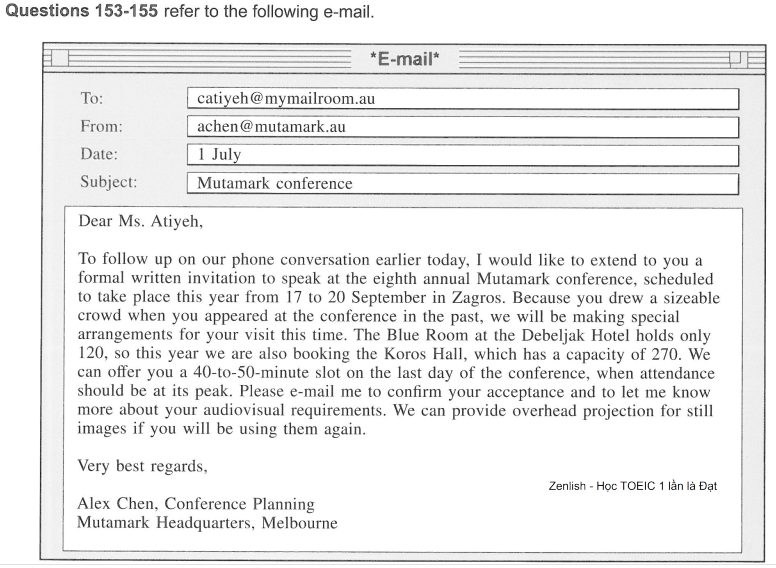 Questions 153-155 refer to the following e-mail.
*E-mail*
To: catiyeh@mymailroom.au
From: achen@mutamark.au
Date: 1 July
Subject: Mutamark conference
Dear Ms. Atiyeh,
To follow up on our phone conversation earlier today, I would like to extend to you a
formal written invitation to speak at the eighth annual Mutamark conference, scheduled
to take place this year from 17 to 20 September in Zagros. Because you drew a sizeable
crowd when you appeared at the conference in the past, we will be making special
arrangements for your visit this time. The Blue Room at the Debeljak Hotel holds only
120, so this year we are also booking the Koros Hall, which has a capacity of 270. We
can offer you a 40-to-50-minute slot on the last day of the conference, when attendance
should be at its peak. Please e-mail me to confirm your acceptance and to let me know
more about your audiovisual requirements. We can provide overhead projection for still
images if you will be using them again.
Very best regards,
Zenlish - Học TOEIC 1 lần là Đạt
Alex Chen, Conference Planning
Mutamark Headquarters, Melbourne